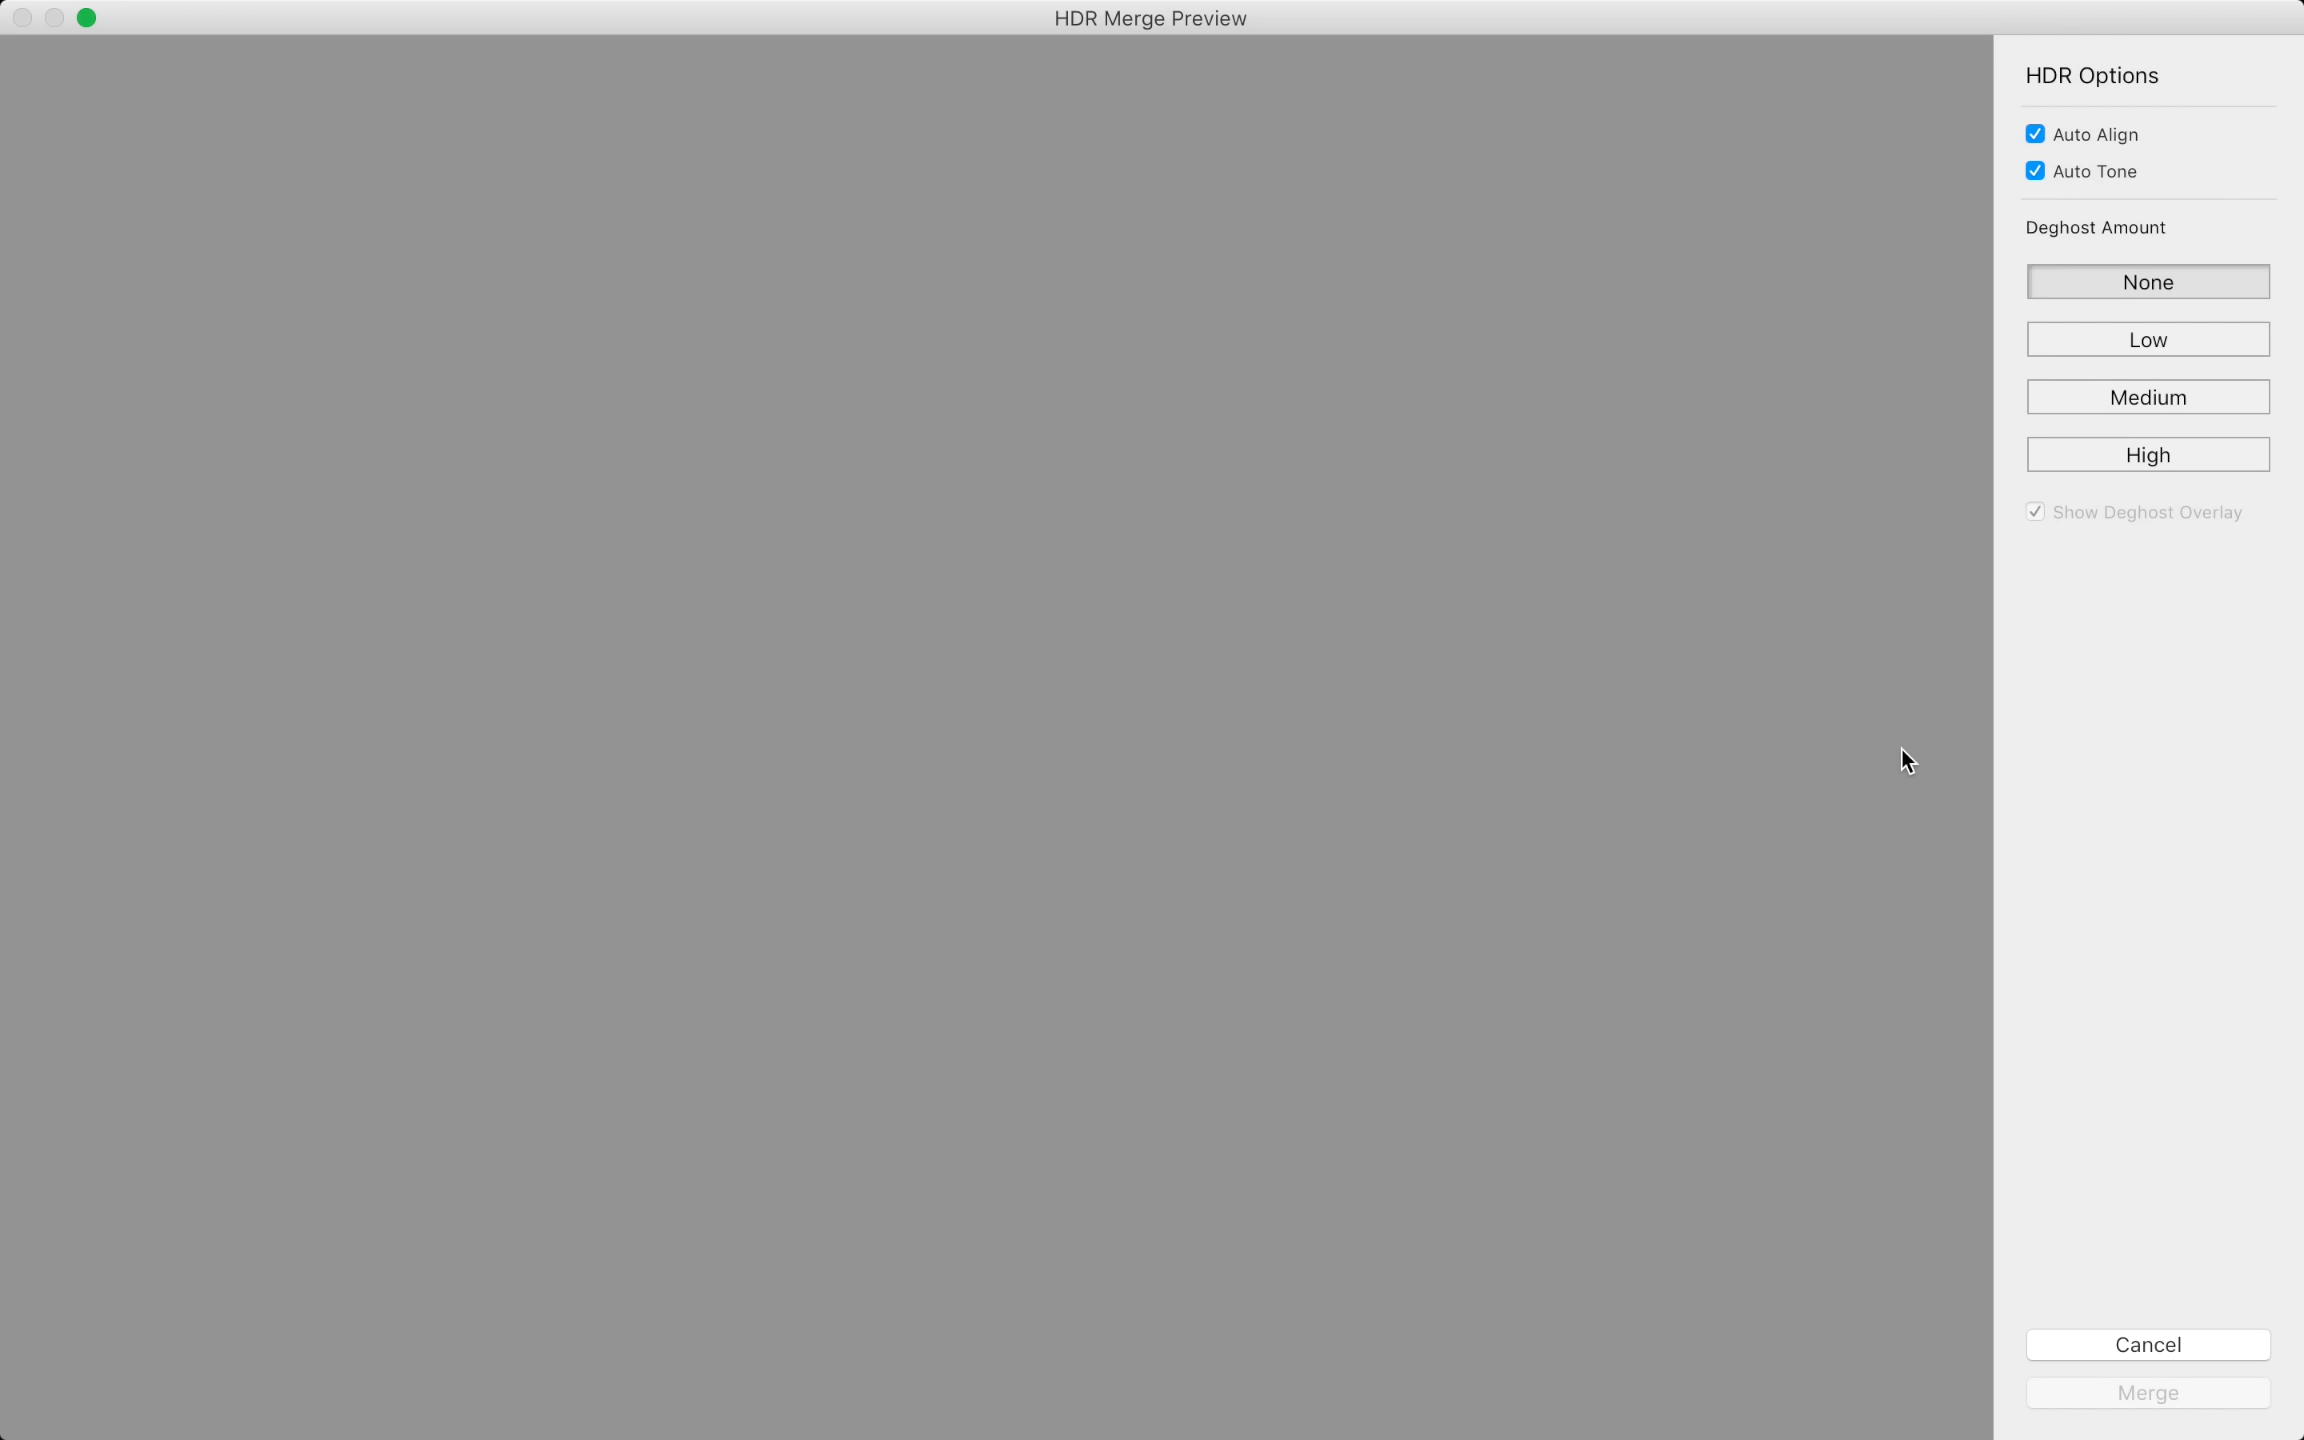 HDR Merge Preview
HDR Options
Auto Align
Auto Tone
Deghost Amount
None
Low
Medium
High
Show Deghost Overlay
Cancel
Merge